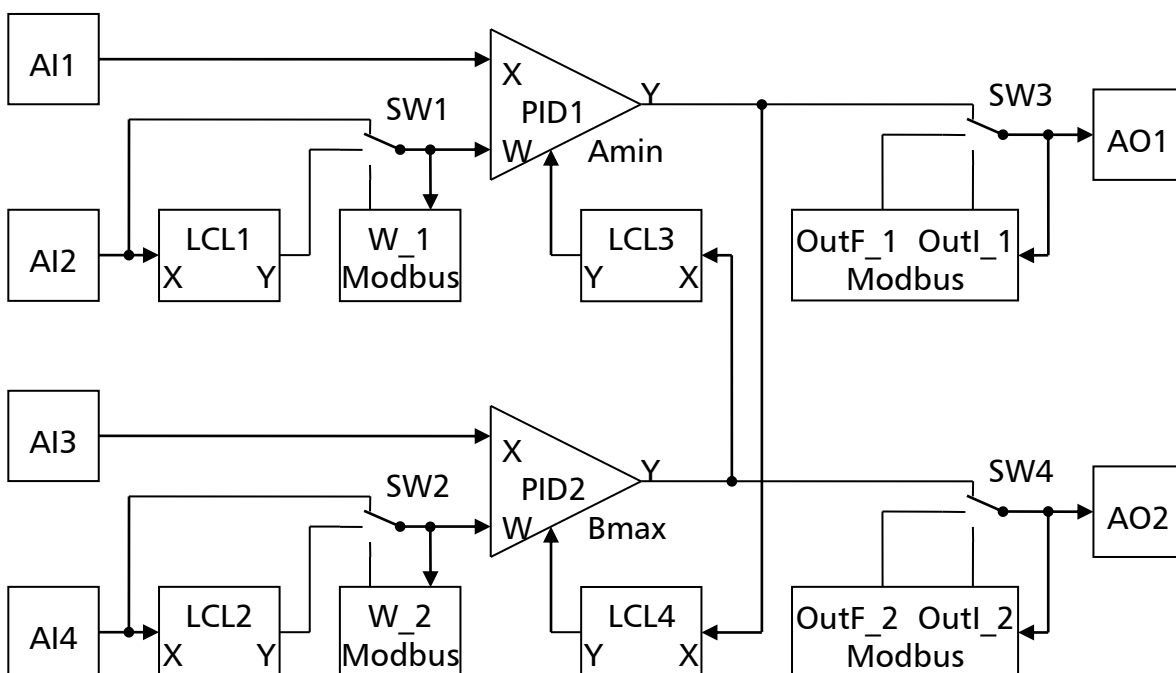 AI1
X
PID1
Y
W
Amin
SW1
SW3
AO1
AI2
LCL1
X Y
W_1
Modbus
LCL3
Y X
OutF_1 OutI_1
Modbus
AI3
X
PID2
Y
W
Bmax
SW2
SW4
AO2
AI4
LCL2
X Y
W_2
Modbus
LCL4
Y X
OutF_2 OutI_2
Modbus